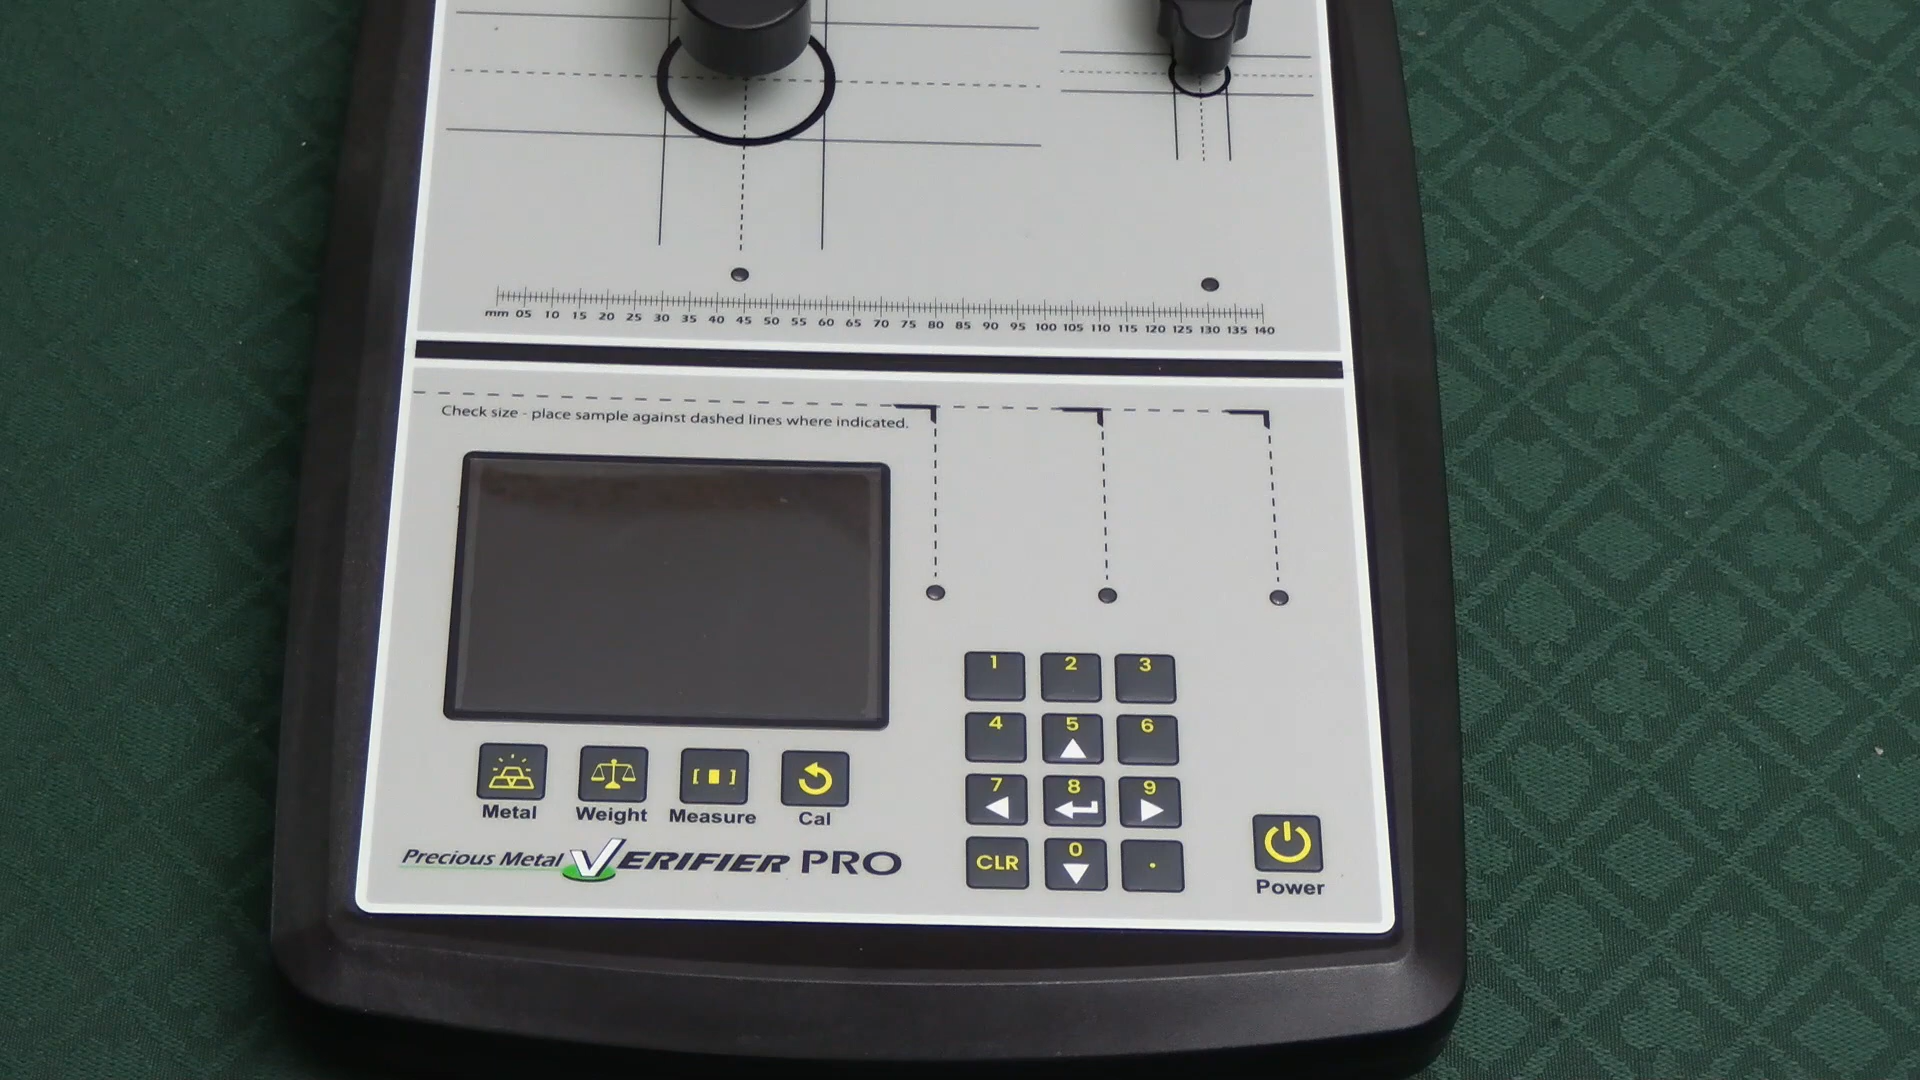 mm 05 10 15 20 25 30 35 40 45 50 55 60 65 70 75 80 85 90 95 100 105 110 115 120 125 130 135 140
Check size - place sample against dashed lines where indicated.
1 2 3
4 5 6
7 8 9
CLR 0 .
Metal Weight Measure Cal
Power
Precious Metal VERIFIER PRO